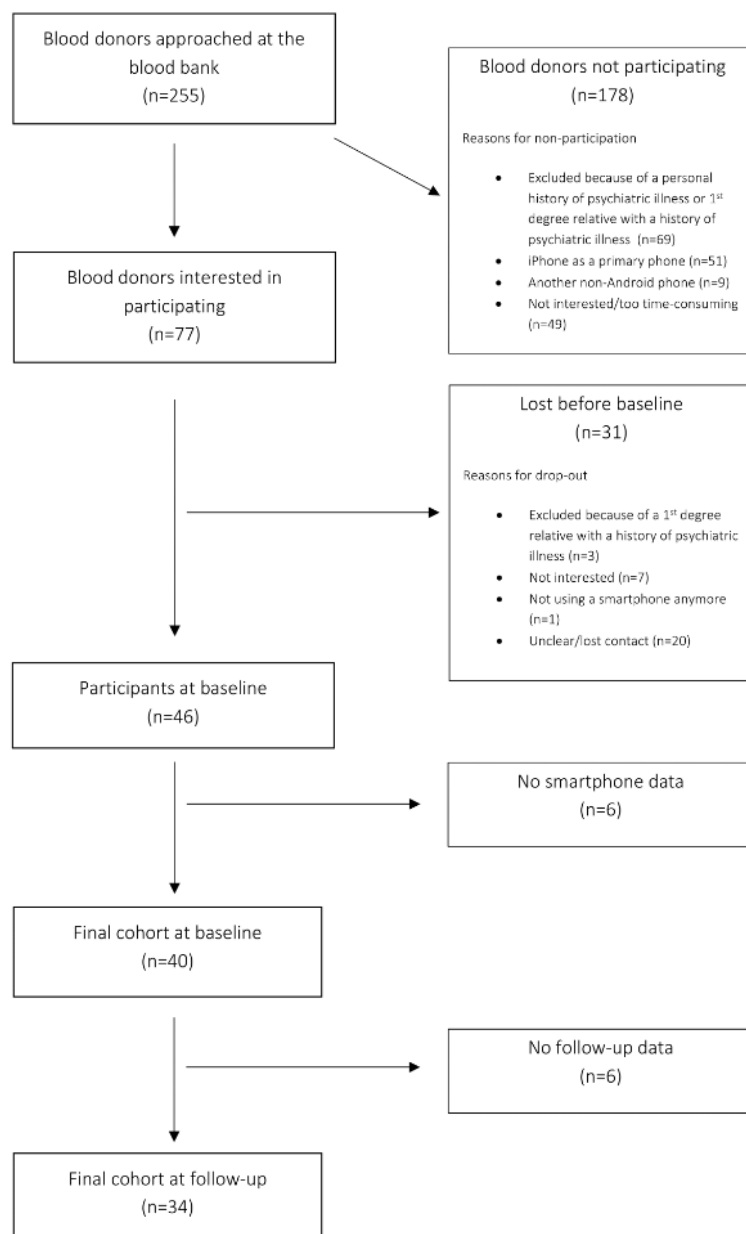 Blood donors approached at the
blood bank
(n=255)
Blood donors not participating
(n=178)
Reasons for non-participation
• Excluded because of a personal
history of psychiatric illness or 1st
degree relative with a history of
psychiatric illness (n=69)
• iPhone as a primary phone (n=51)
• Another non-Android phone (n=9)
• Not interested/too time-consuming
(n=49)
Blood donors interested in
participating
(n=77)
Lost before baseline
(n=31)
Reasons for drop-out
• Excluded because of a 1st degree
relative with a history of psychiatric
illness (n=3)
• Not interested (n=7)
• Not using a smartphone anymore
(n=1)
• Unclear/lost contact (n=20)
Participants at baseline
(n=46)
No smartphone data
(n=6)
Final cohort at baseline
(n=40)
No follow-up data
(n=6)
Final cohort at follow-up
(n=34)